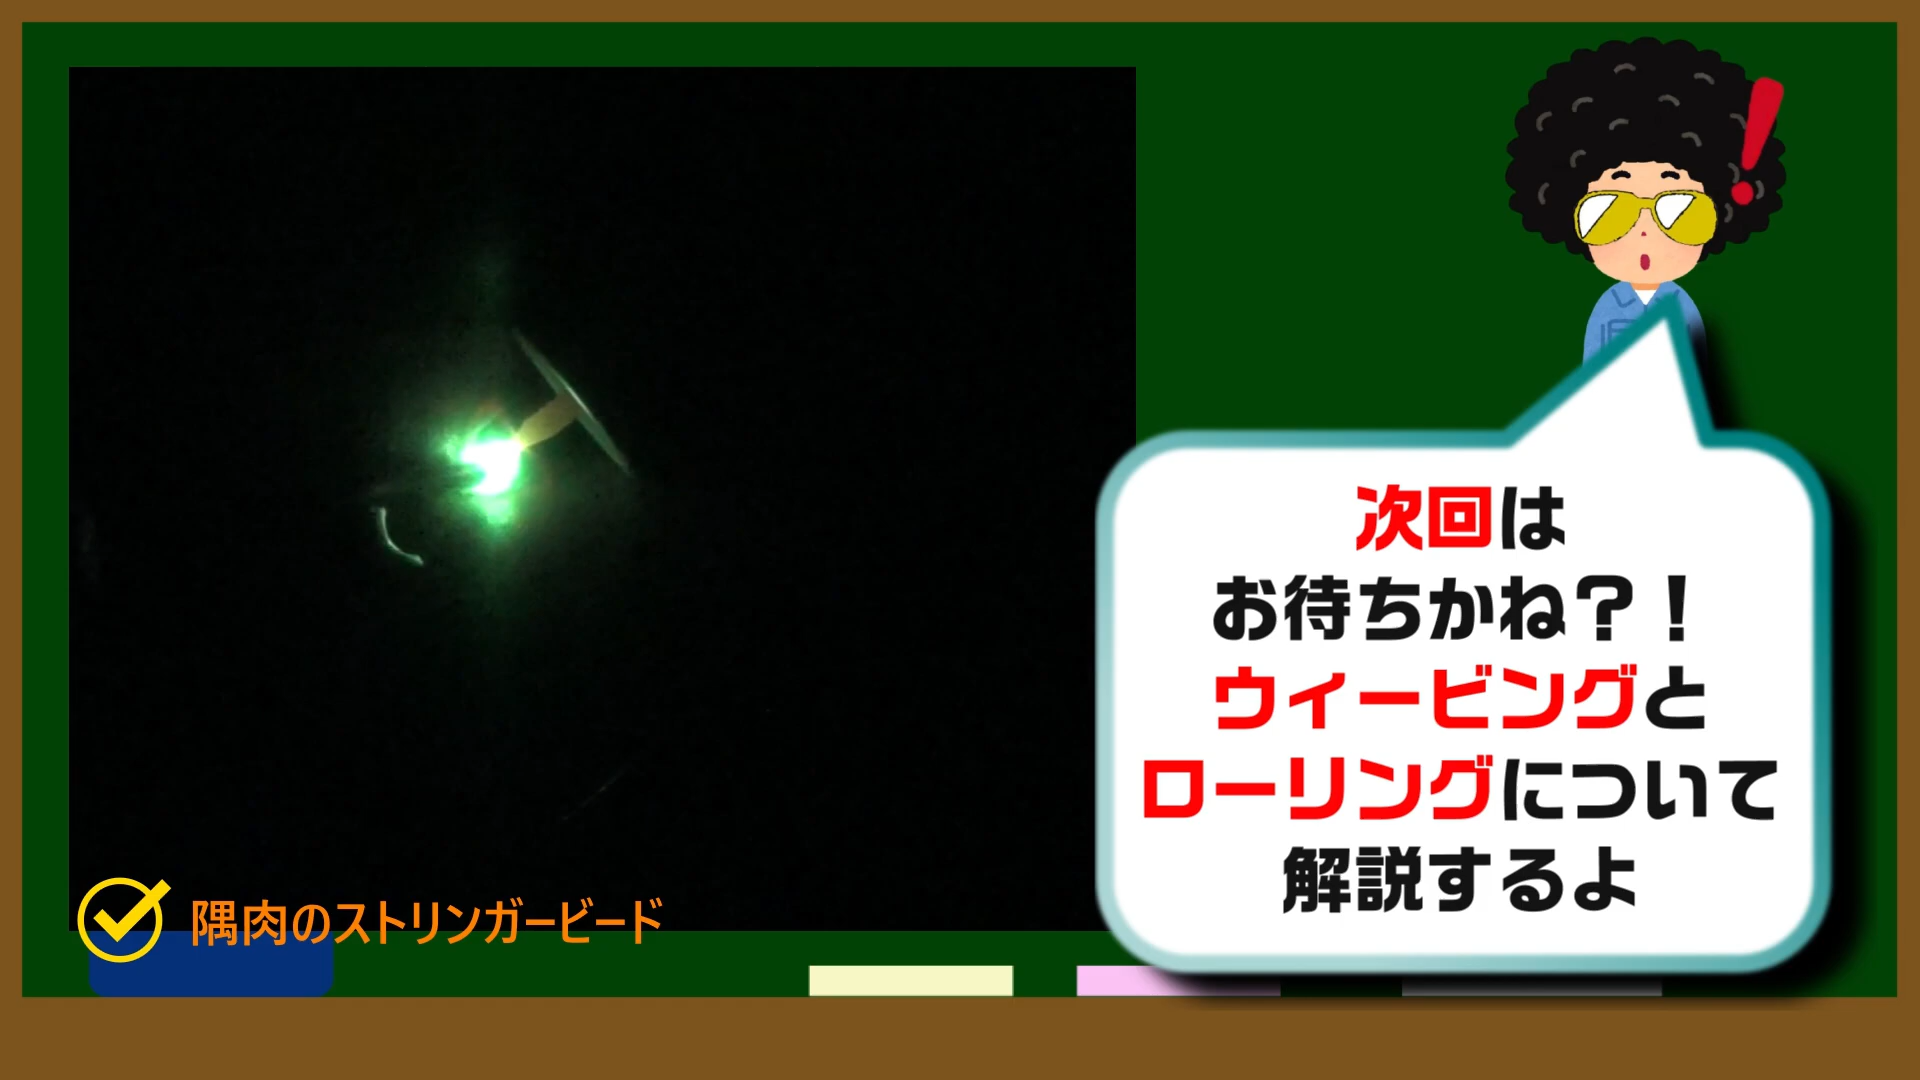 次回は
お待ちかね？！
ウィービングと
ローリングについて
解説するよ
隅肉のストリンガービード